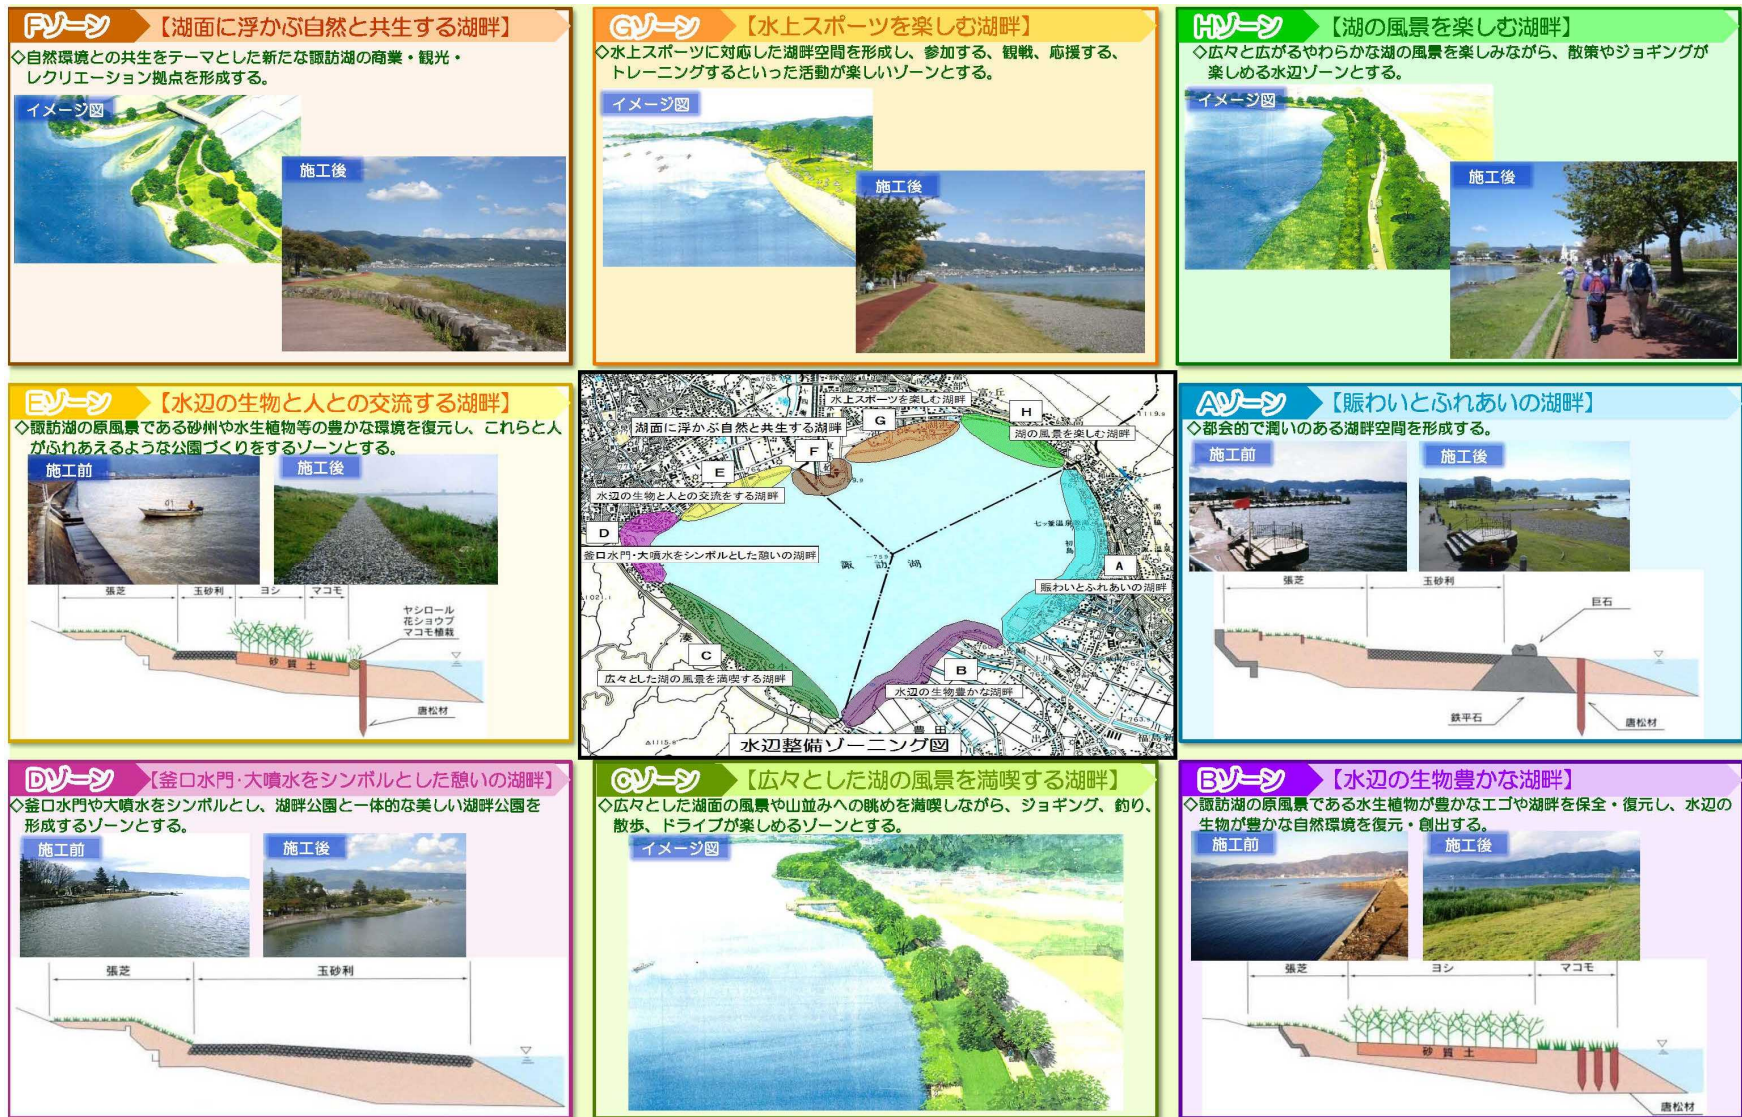 Fゾーン 【湖面に浮かぶ自然と共生する湖畔】
◇自然環境との共生をテーマとした新たな諏訪湖の商業・観光・
レクリエーション拠点を形成する。
イメージ図
施工後
Gゾーン 【水上スポーツを楽しむ湖畔】
◇水上スポーツに対応した湖畔空間を形成し、参加する、観戦、応援する、
トレーニングするといった活動が楽しいゾーンとする。
イメージ図
施工後
Hゾーン 【湖の風景を楽しむ湖畔】
◇広々と広がるやわらかな湖の風景を楽しみながら、散策やジョギングが
楽しめる水辺ゾーンとする。
イメージ図
施工後
Eゾーン 【水辺の生物と人との交流する湖畔】
◇諏訪湖の原風景である砂州や水生植物等の豊かな環境を復元し、これらと人
がふれあえるような公園づくりをするゾーンとする。
施工前
施工後
張芝 玉砂利 ヨシ マコモ
ヤシロール
花ショウブ
マコモ植栽
砂質土
唐松材
水上スポーツを楽しむ湖畔
富ヶ丘
H
G
湖面に浮かぶ自然と共生する湖畔
湖の風景を楽しむ湖畔
F
E
水辺の生物と人との交流をする湖畔
D
七ッ釜温泉
初島
釜口水門・大噴水をシンボルとした憩いの湖畔
諏訪湖
A
賑わいとふれあいの湖畔
湊
C
広々とした湖の風景を満喫する湖畔
B
水辺の生物豊かな湖畔
豊田
文出
上川
福島
水辺整備ゾーニング図
Aゾーン 【賑わいとふれあいの湖畔】
◇都会的で潤いのある湖畔空間を形成する。
施工前
施工後
張芝 玉砂利
巨石
鉄平石
唐松材
Dゾーン 【釜口水門・大噴水をシンボルとした憩いの湖畔】
◇釜口水門や大噴水をシンボルとし、湖畔公園と一体的な美しい湖畔公園を
形成するゾーンとする。
施工前
施工後
張芝 玉砂利
Cゾーン 【広々とした湖の風景を満喫する湖畔】
◇広々とした湖面の風景や山並みへの眺めを満喫しながら、ジョギング、釣り、
散歩、ドライブが楽しめるゾーンとする。
イメージ図
Bゾーン 【水辺の生物豊かな湖畔】
◇諏訪湖の原風景である水生植物が豊かなエゴや湖畔を保全・復元し、水辺の
生物が豊かな自然環境を復元・創出する。
施工前
施工後
張芝 ヨシ マコモ
砂質土
唐松材